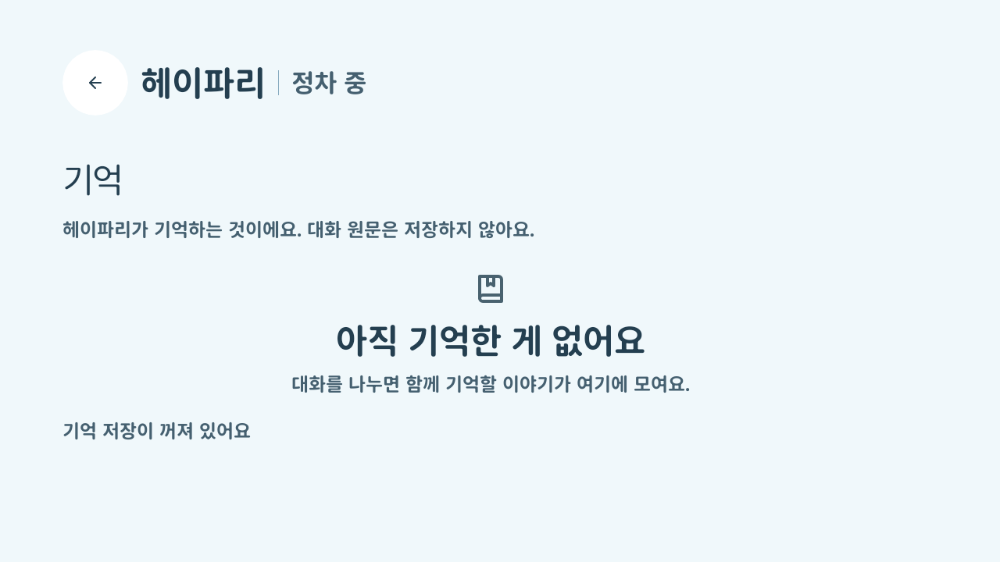 헤이파리 | 정차 중
기억
헤이파리가 기억하는 것이에요. 대화 원문은 저장하지 않아요.
아직 기억한 게 없어요
대화를 나누면 함께 기억할 이야기가 여기에 모여요.
기억 저장이 꺼져 있어요